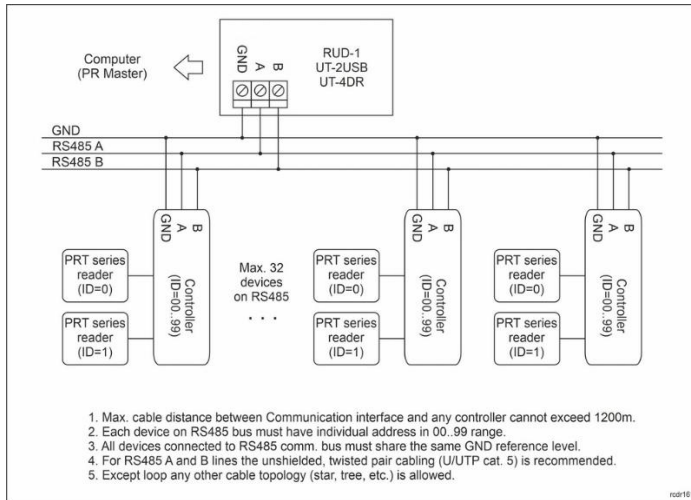 Computer
(PR Master)
GND
A
B
RUD-1
UT-2USB
UT-4DR
GND
RS485 A
RS485 B
GND
A
B
Controller
(ID=00..99)
PRT series
reader
(ID=0)
PRT series
reader
(ID=1)
Max. 32
devices
on RS485
. . .
GND
A
B
Controller
(ID=00..99)
PRT series
reader
(ID=0)
PRT series
reader
(ID=1)
GND
A
B
Controller
(ID=00..99)
PRT series
reader
(ID=0)
PRT series
reader
(ID=1)
1. Max. cable distance between Communication interface and any controller cannot exceed 1200m.
2. Each device on RS485 bus must have individual address in 00..99 range.
3. All devices connected to RS485 comm. bus must share the same GND reference level.
4. For RS485 A and B lines the unshielded, twisted pair cabling (U/UTP cat. 5) is recommended.
5. Except loop any other cable topology (star, tree, etc.) is allowed.